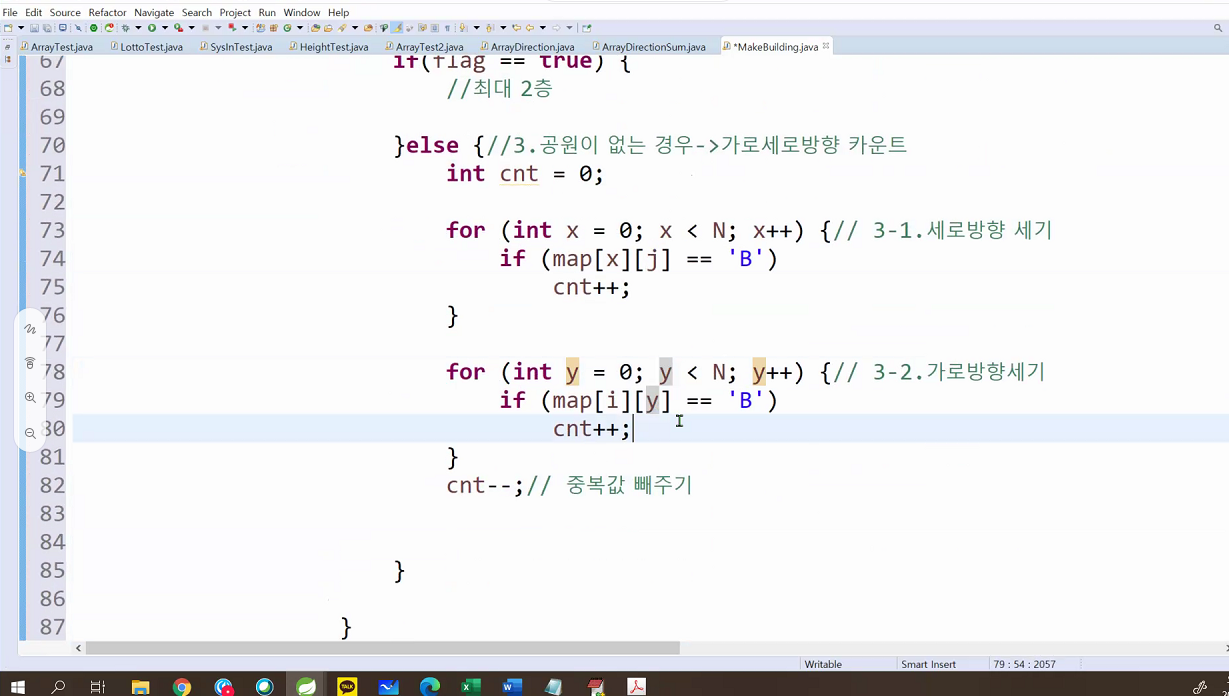 File Edit Source Refactor Navigate Search Project Run Window Help
ArrayTest.java LottoTest.java SysInTest.java HeightTest.java ArrayTest2.java ArrayDirection.java ArrayDirectionSum.java *MakeBuilding.java
67 if(flag == true) {
68 //최대 2층
69
70 }else {//3.공원이 없는 경우->가로세로방향 카운트
71 int cnt = 0;
72
73 for (int x = 0; x < N; x++) {// 3-1.세로방향 세기
74 if (map[x][j] == 'B')
75 cnt++;
76 }
77
78 for (int y = 0; y < N; y++) {// 3-2.가로방향세기
79 if (map[i][y] == 'B')
80 cnt++;
81 }
82 cnt--;// 중복값 빼주기
83
84
85 }
86
87 }
Writable Smart Insert 79 : 54 : 2057